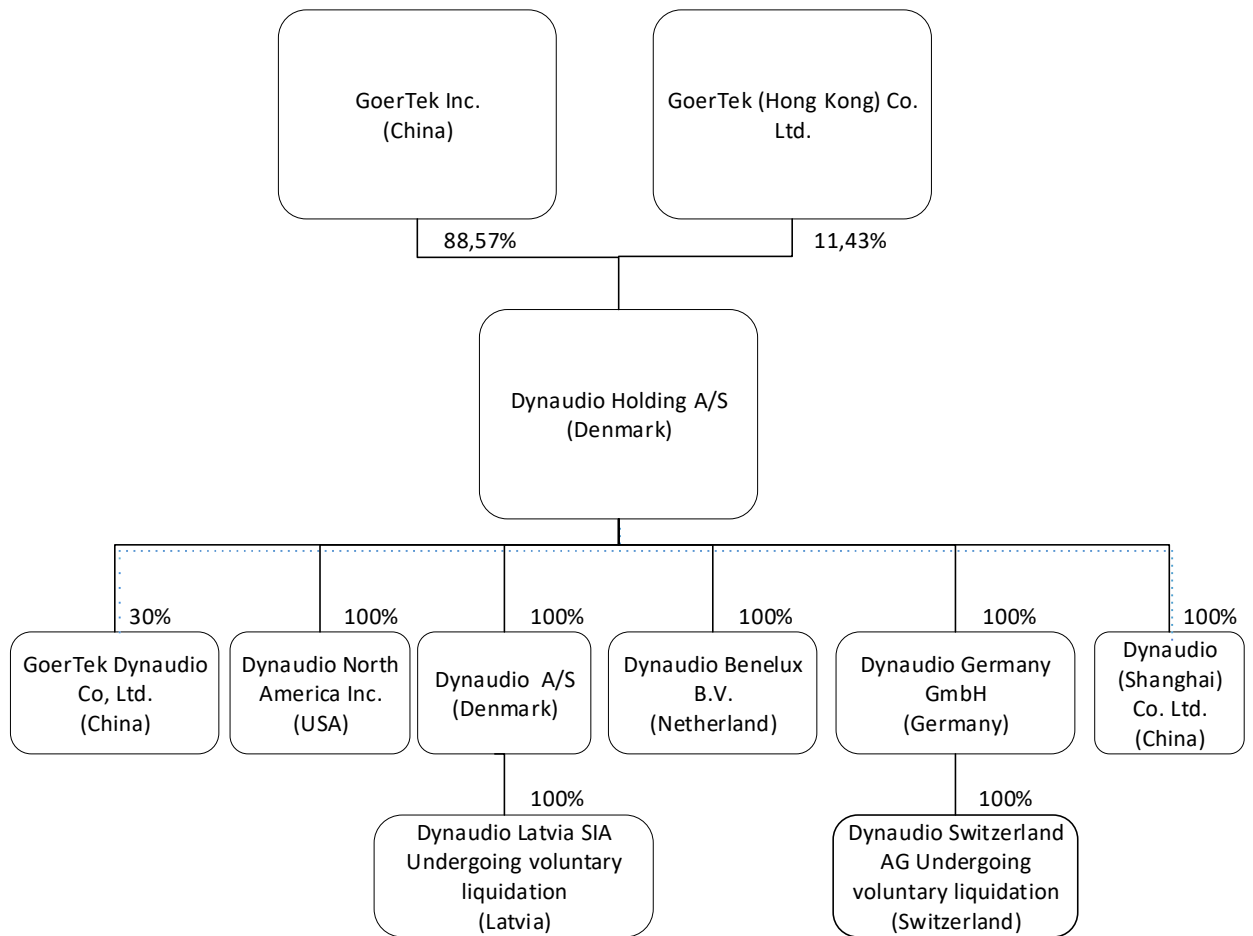 GoerTek Inc.
(China)
GoerTek (Hong Kong) Co.
Ltd.
88,57%
11,43%
Dynaudio Holding A/S
(Denmark)
30%
100%
100%
100%
100%
100%
GoerTek Dynaudio
Co, Ltd.
(China)
Dynaudio North
America Inc.
(USA)
Dynaudio A/S
(Denmark)
Dynaudio Benelux
B.V.
(Netherland)
Dynaudio Germany
GmbH
(Germany)
Dynaudio
(Shanghai)
Co. Ltd.
(China)
100%
100%
Dynaudio Latvia SIA
Undergoing voluntary
liquidation
(Latvia)
Dynaudio Switzerland
AG Undergoing
voluntary liquidation
(Switzerland)